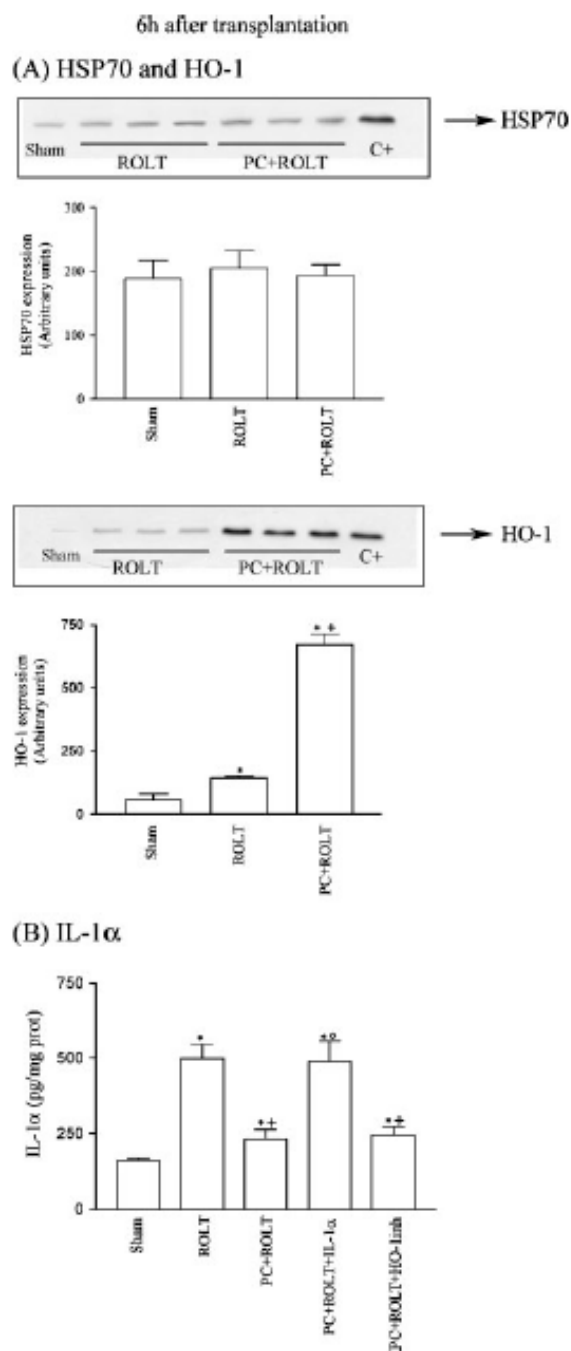 6h after transplantation
(A) HSP70 and HO-1
Sham ROLT PC+ROLT C+ HSP70
HSP70 expression
(Arbitrary units)
300
200
100
0
Sham ROLT PC+ROLT
Sham ROLT PC+ROLT C+ HO-1
HO-1 expression
(Arbitrary units)
750
500
250
0
* +
*
Sham ROLT PC+ROLT
(B) IL-1α
IL-1α (pg/mg prot)
750
500
250
0
*
*+
*o
*+
Sham ROLT PC+ROLT PC+ROLT+IL-1α PC+ROLT+HO-1inh